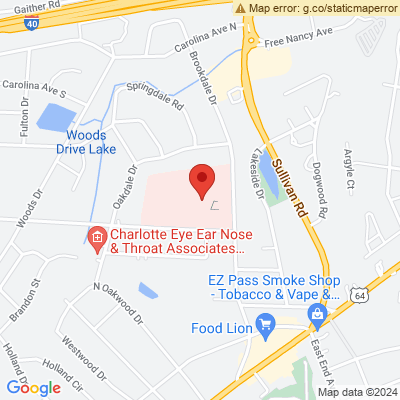 Gaither Rd
Carolina Ave N
Map error: g.co/staticmaperror
40
Free Nancy Ave
Carolina Ave S
Springdale Rd
Brookdale Dr
Fulton Dr
Woods
Drive Lake
Sullivan Rd
Lakeside Dr
Argyle Ct
Dogwood Rd
Oakdale Dr
Woods Dr
Charlotte Eye Ear Nose
& Throat Associates...
EZ Pass Smoke Shop
- Tobacco & Vape &...
64
Brandon St
N Oakwood Dr
Food Lion
Westwood Dr
Holland Dr
Holland Cir
East End A
Google
Map data ©2024